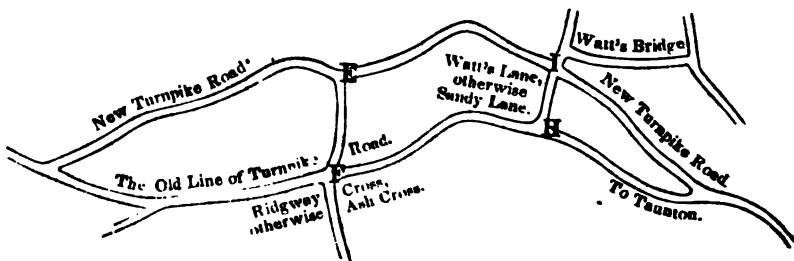 New Turnpike Road.
E
Watt's Lane,
otherwise
Sandy Lane.
I
Watt's Bridge
New Turnpike Road.
H
To Taunton.
The Old Line of Turnpike Road.
F
Ridgway Cross,
otherwise Ash Cross.